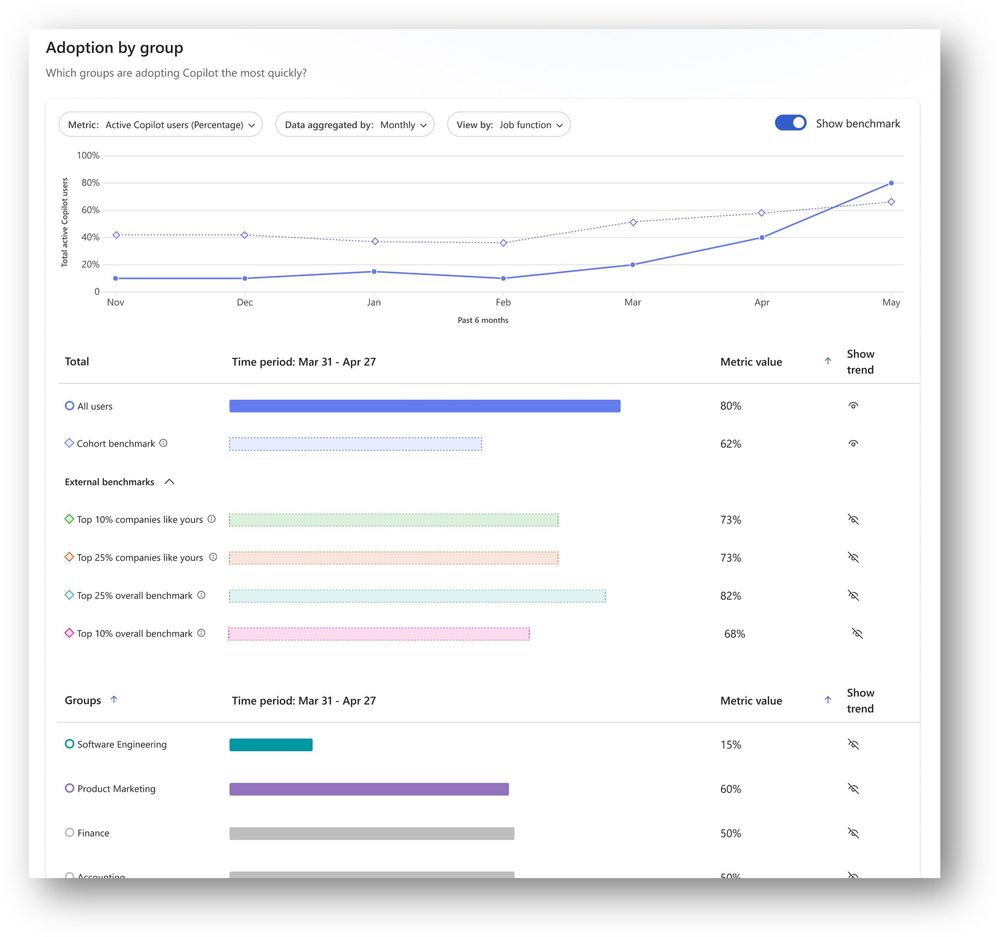 Adoption by group
Which groups are adopting Copilot the most quickly?
Metric: Active Copilot users (Percentage)
Data aggregated by: Monthly
View by: Job function
Show benchmark
Total active Copilot users
100%
80%
60%
40%
20%
0
Nov Dec Jan Feb Mar Apr May
Past 6 months
Total Time period: Mar 31 - Apr 27 Metric value Show trend
All users 80%
Cohort benchmark 62%
External benchmarks
Top 10% companies like yours 73%
Top 25% companies like yours 73%
Top 25% overall benchmark 82%
Top 10% overall benchmark 68%
Groups Time period: Mar 31 - Apr 27 Metric value Show trend
Software Engineering 15%
Product Marketing 60%
Finance 50%
Accounting 50%